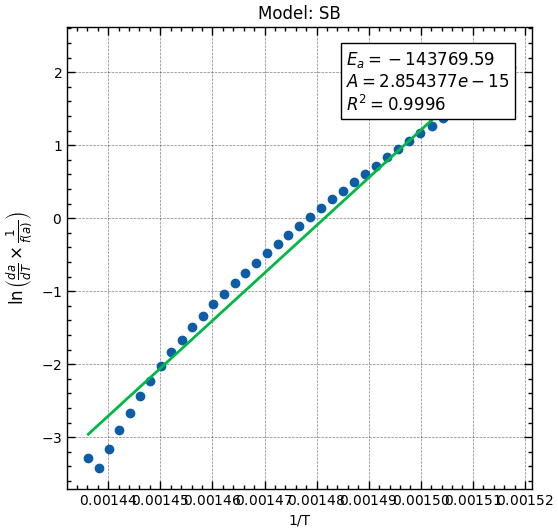 Model: SB
E_a = −143769.59
A = 2.854377e − 15
R² = 0.9996
2
1
0
−1
−2
−3
ln (da/dT × 1/f(a))
0.00144 0.00145 0.00146 0.00147 0.00148 0.00149 0.00150 0.00151 0.00152
1/T